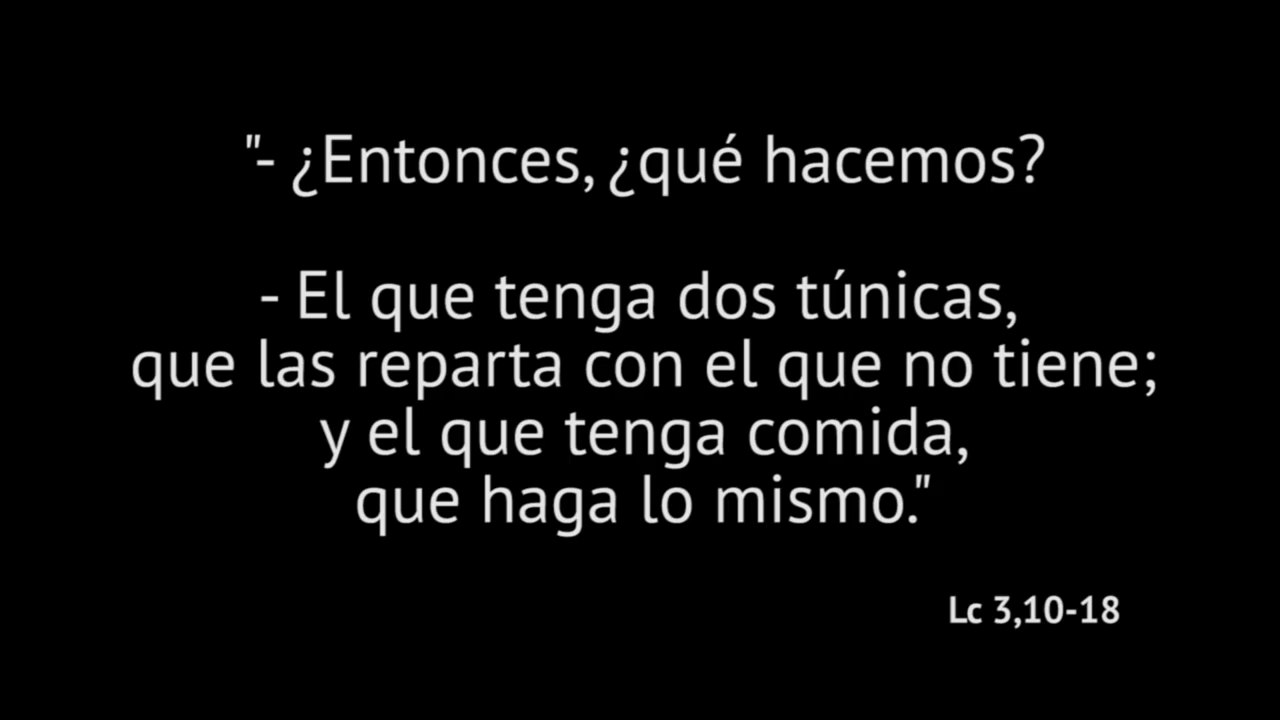 "- ¿Entonces, ¿qué hacemos?
- El que tenga dos túnicas,
que las reparta con el que no tiene;
y el que tenga comida,
que haga lo mismo."
Lc 3,10-18